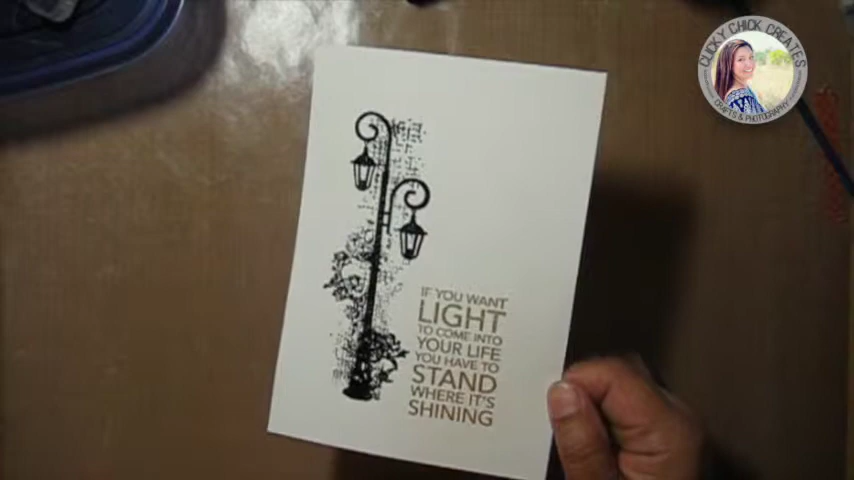 CLICKY CHICK CREATES
CRAFTS & PHOTOGRAPHY
IF YOU WANT
LIGHT
TO COME INTO
YOUR LIFE
YOU HAVE TO
STAND
WHERE IT'S
SHINING